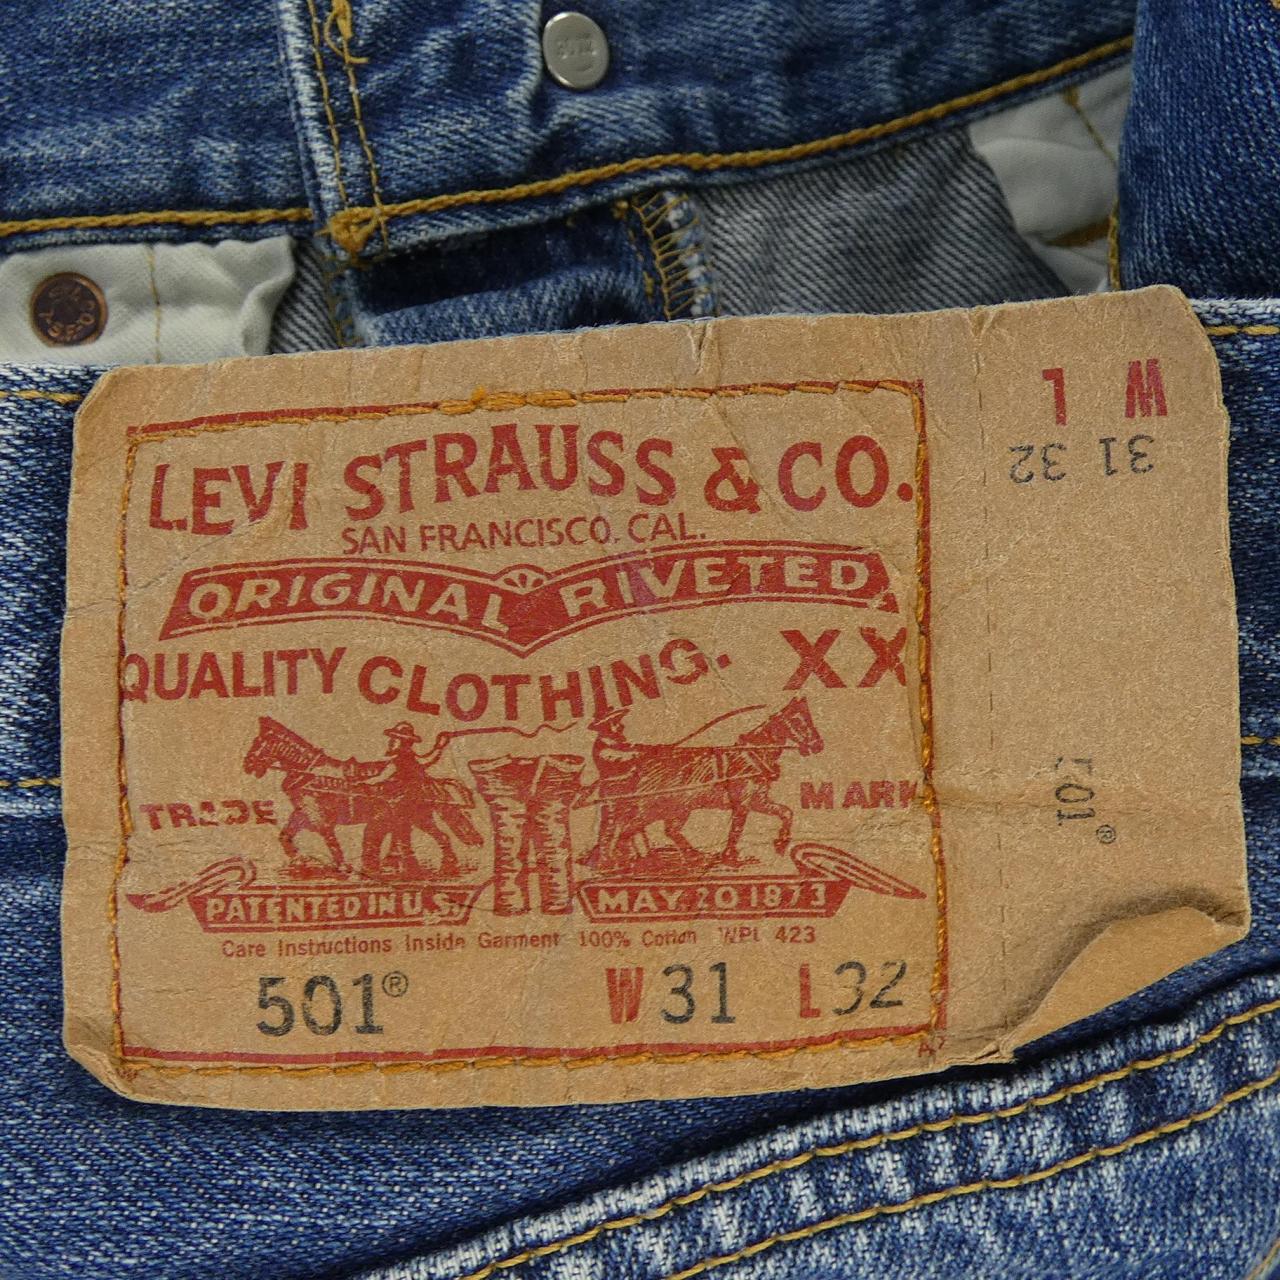 LEVI STRAUSS & CO.
SAN FRANCISCO, CAL.
ORIGINAL RIVETED
QUALITY CLOTHING. XX
TRADE MARK
PATENTED IN U.S. MAY 20 1873
Care Instructions Inside Garment 100% Cotton WPL 423
501® W31 L32
W L
31 32
501®